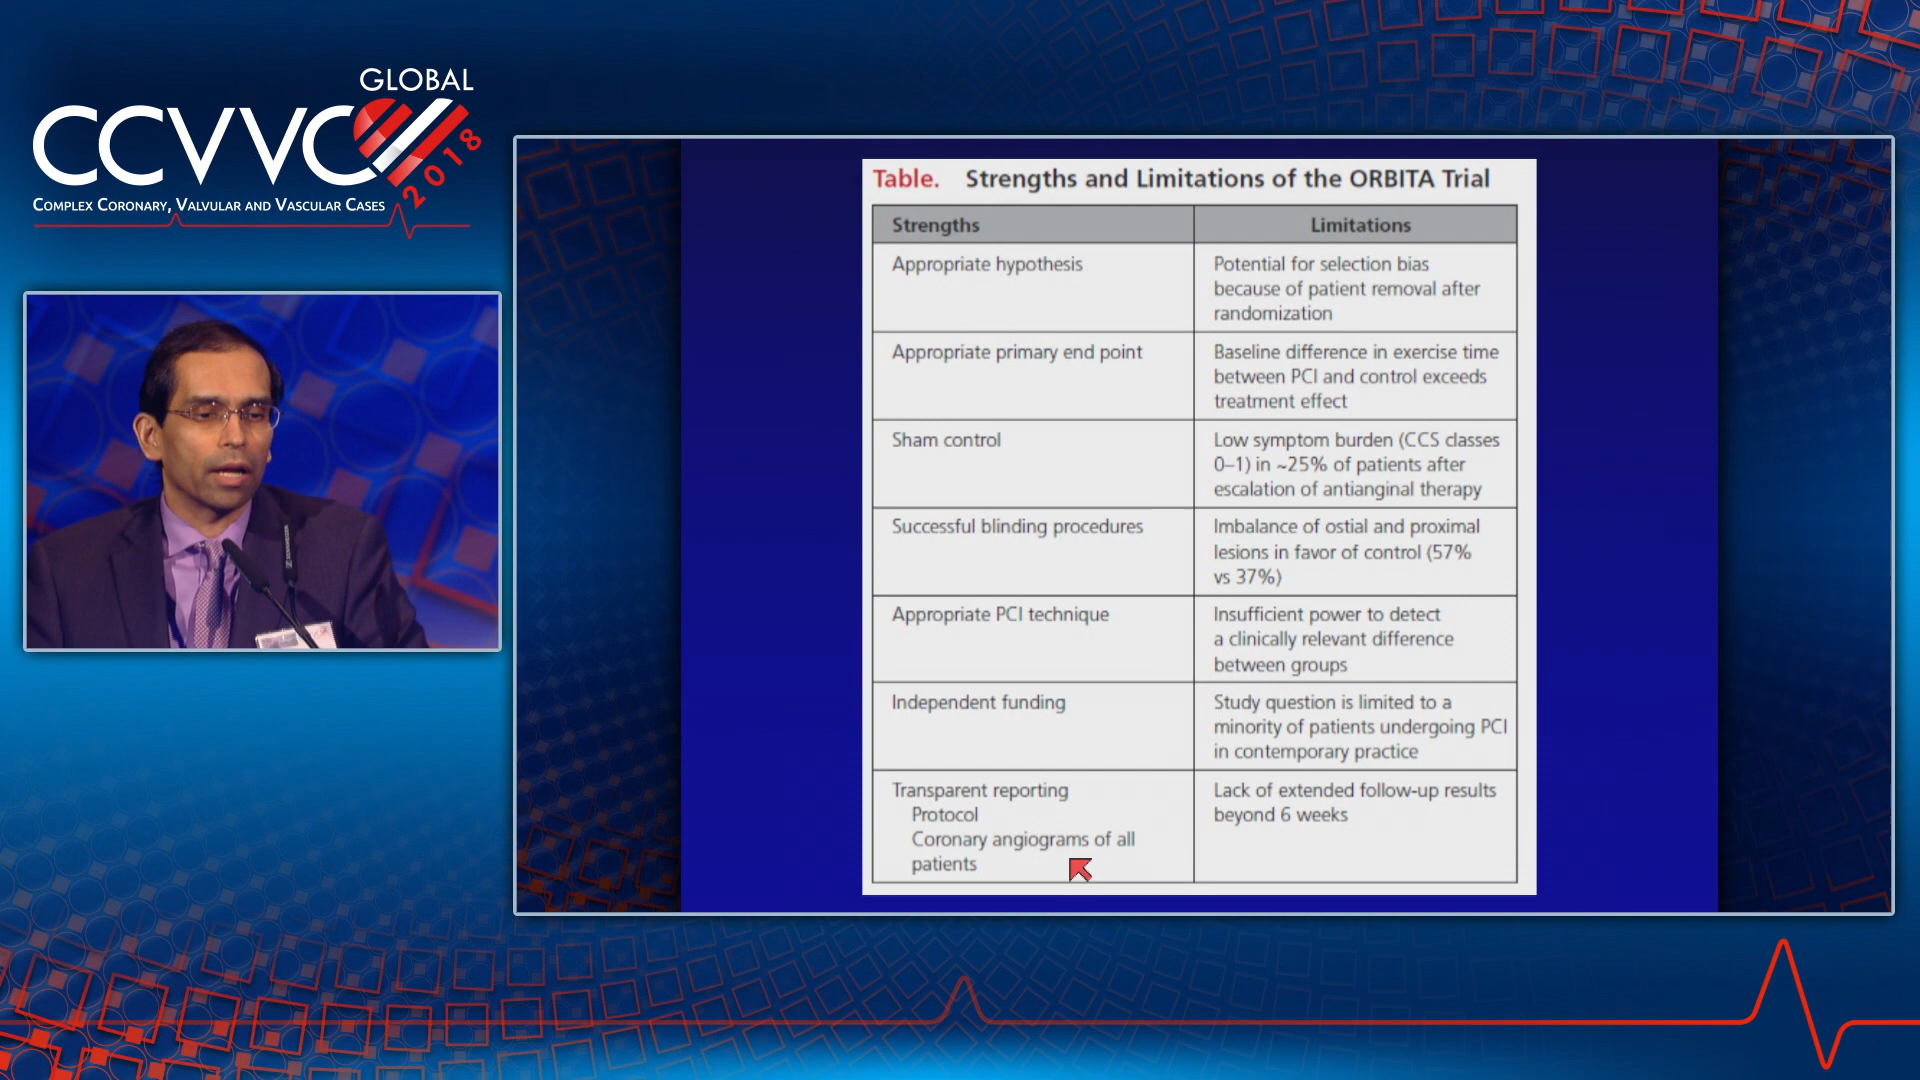 GLOBAL
CCVVC
2018
COMPLEX CORONARY, VALVULAR AND VASCULAR CASES
Table. Strengths and Limitations of the ORBITA Trial
Strengths
Limitations
Appropriate hypothesis
Potential for selection bias
because of patient removal after
randomization
Appropriate primary end point
Baseline difference in exercise time
between PCI and control exceeds
treatment effect
Sham control
Low symptom burden (CCS classes
0–1) in ~25% of patients after
escalation of antianginal therapy
Successful blinding procedures
Imbalance of ostial and proximal
lesions in favor of control (57%
vs 37%)
Appropriate PCI technique
Insufficient power to detect
a clinically relevant difference
between groups
Independent funding
Study question is limited to a
minority of patients undergoing PCI
in contemporary practice
Transparent reporting
Protocol
Coronary angiograms of all
patients
Lack of extended follow-up results
beyond 6 weeks